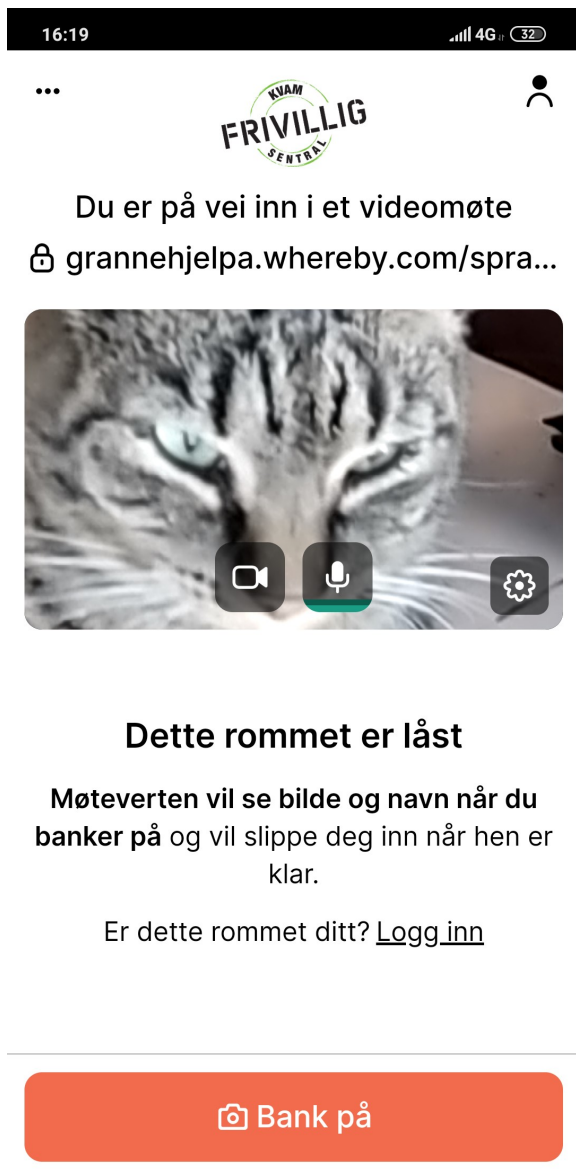 16:19
4G
32
KVAM
FRIVILLIG
SENTRAL
Du er på vei inn i et videomøte
grannehjelpa.whereby.com/spra...
Dette rommet er låst
Møteverten vil se bilde og navn når du
banker på og vil slippe deg inn når hen er
klar.
Er dette rommet ditt? Logg inn
Bank på